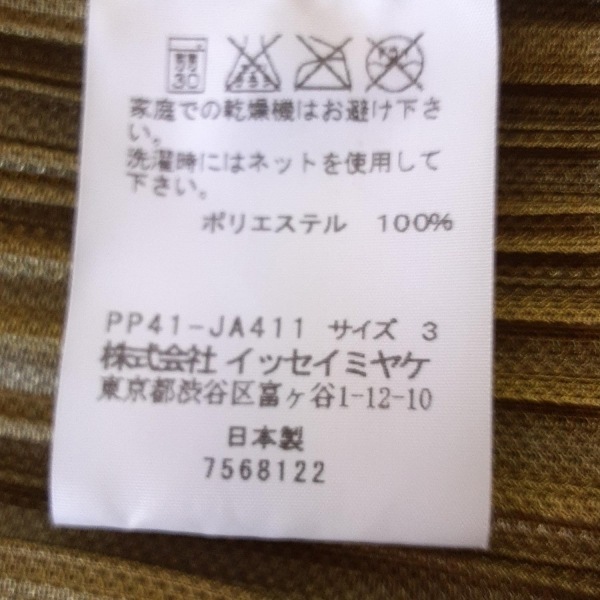 30
家庭での乾燥機はお避け下さ
い。
洗濯時にはネットを使用して
下さい。
ポリエステル 100%
PP41-JA411 サイズ 3
株式会社 イッセイミヤケ
東京都渋谷区富ヶ谷1-12-10
日本製
7568122